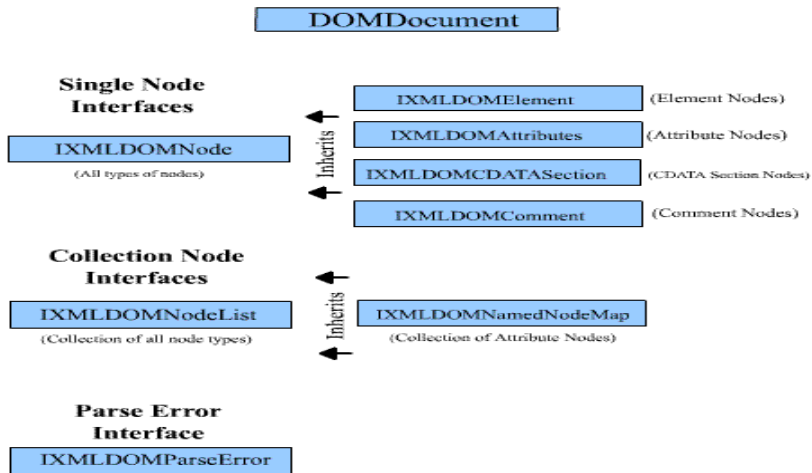 DOMDocument
Single Node
Interfaces
IXMLDOMNode
(All types of nodes)
Inherits
IXMLDOMElement
(Element Nodes)
IXMLDOMAttributes
(Attribute Nodes)
IXMLDOMCDATASection
(CDATA Section Nodes)
IXMLDOMComment
(Comment Nodes)
Collection Node
Interfaces
IXMLDOMNodeList
(Collection of all node types)
Inherits
IXMLDOMNamedNodeMap
(Collection of Attribute Nodes)
Parse Error
Interface
IXMLDOMParseError